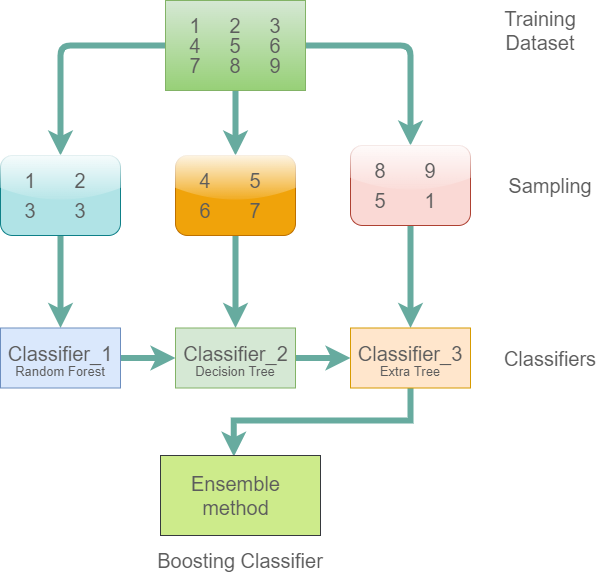 1 2 3
4 5 6
7 8 9
Training
Dataset
1 2
3 3
4 5
6 7
8 9
5 1
Sampling
Classifier_1
Random Forest
Classifier_2
Decision Tree
Classifier_3
Extra Tree
Classifiers
Ensemble
method
Boosting Classifier